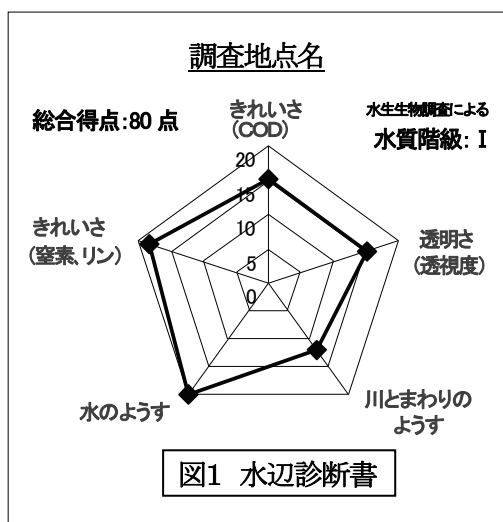 調査地点名
総合得点:80 点
水生生物調査による
水質階級: Ⅰ
きれいさ
(COD)
20
15
10
5
0
きれいさ
(窒素、リン)
透明さ
(透視度)
水のようす
川とまわりの
ようす
図1 水辺診断書